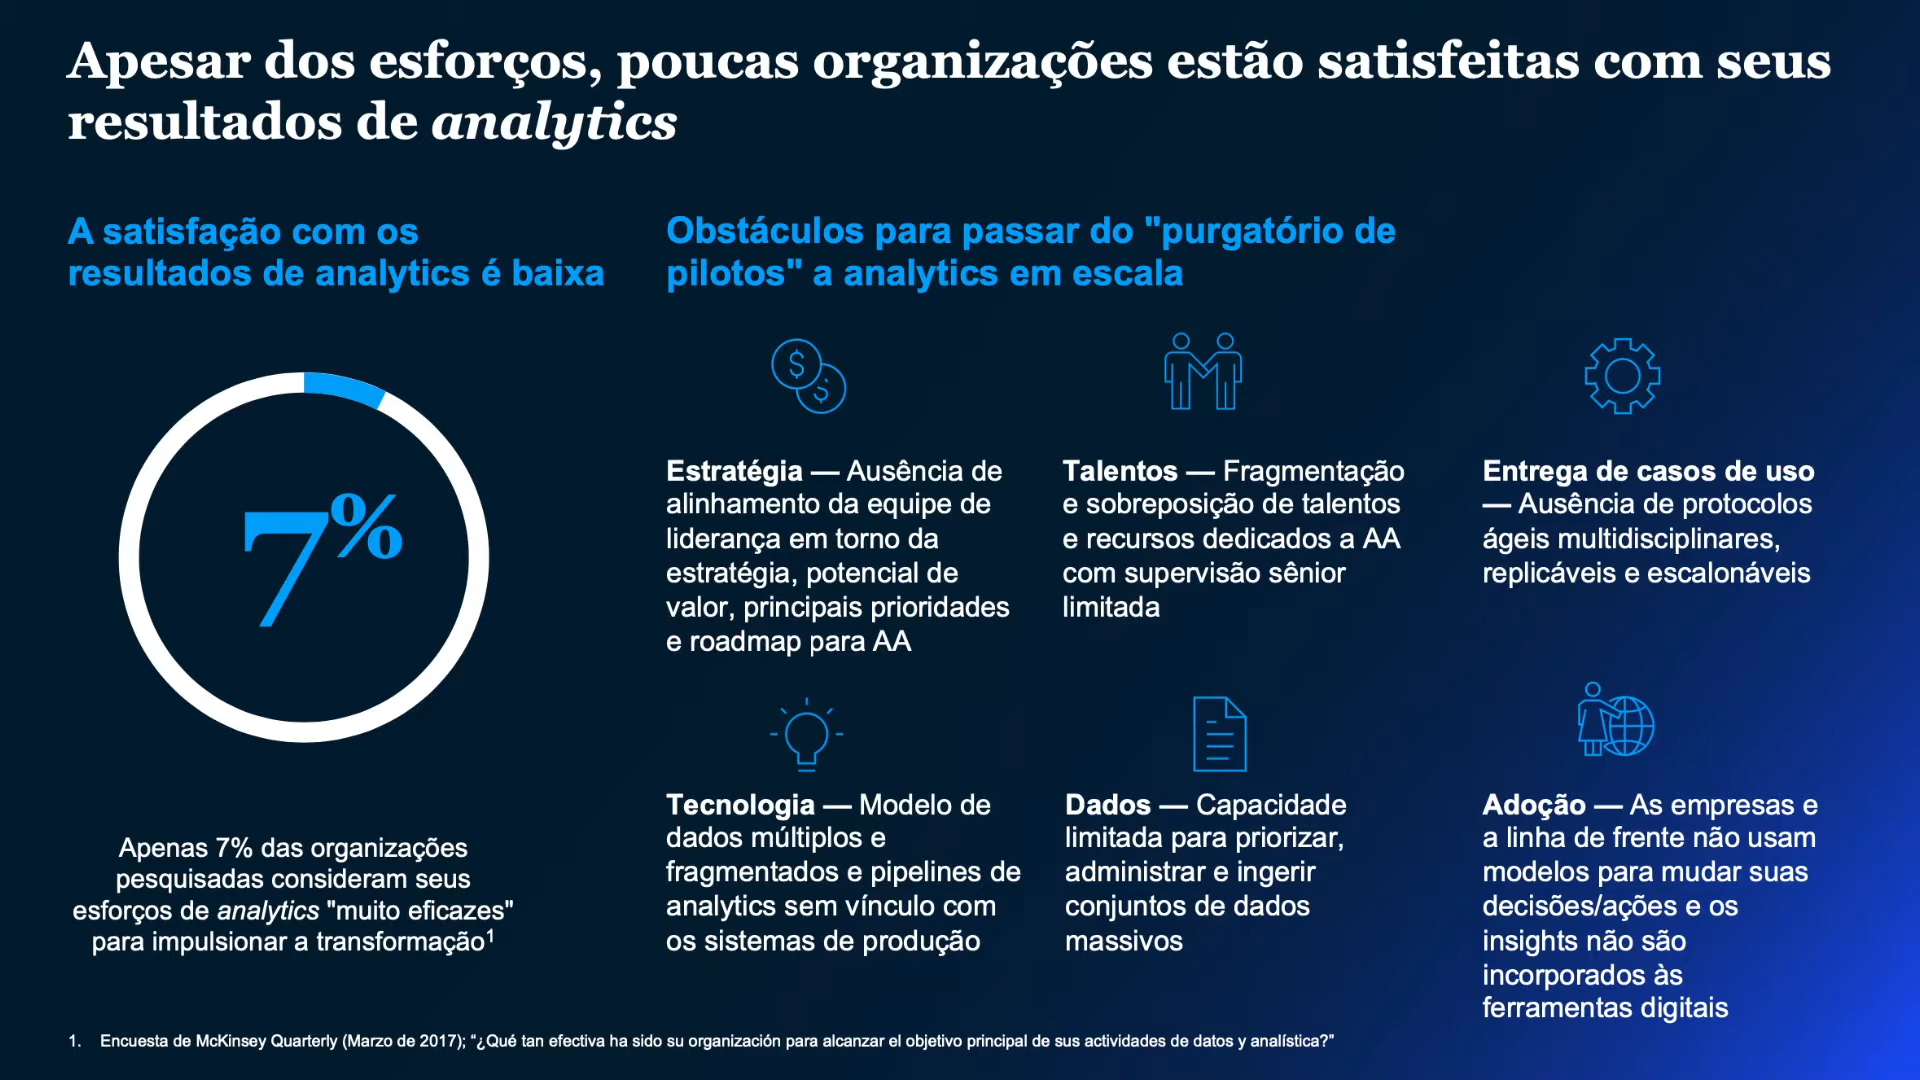 Apesar dos esforços, poucas organizações estão satisfeitas com seus
resultados de analytics
A satisfação com os
resultados de analytics é baixa
7%
Apenas 7% das organizações
pesquisadas consideram seus
esforços de analytics "muito eficazes"
para impulsionar a transformação¹
Obstáculos para passar do "purgatório de
pilotos" a analytics em escala
$
$
Estratégia — Ausência de
alinhamento da equipe de
liderança em torno da
estratégia, potencial de
valor, principais prioridades
e roadmap para AA
Talentos — Fragmentação
e sobreposição de talentos
e recursos dedicados a AA
com supervisão sênior
limitada
Entrega de casos de uso
— Ausência de protocolos
ágeis multidisciplinares,
replicáveis e escalonáveis
Tecnologia — Modelo de
dados múltiplos e
fragmentados e pipelines de
analytics sem vínculo com
os sistemas de produção
Dados — Capacidade
limitada para priorizar,
administrar e ingerir
conjuntos de dados
massivos
Adoção — As empresas e
a linha de frente não usam
modelos para mudar suas
decisões/ações e os
insights não são
incorporados às
ferramentas digitais
1. Encuesta de McKinsey Quarterly (Marzo de 2017); “¿Qué tan efectiva ha sido su organización para alcanzar el objetivo principal de sus actividades de datos y analística?”